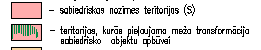 - sabiedriskas nozīmes teritorijas (S)
- teritorijas, kurās pieļaujama meža transformācija
sabiedrisko objektu apbūvei